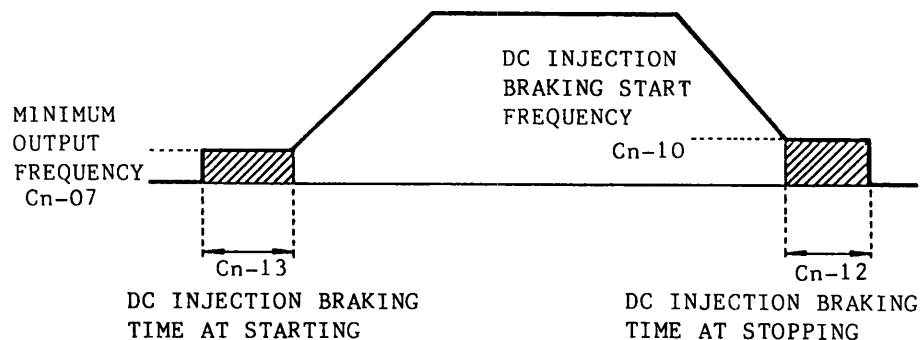 DC INJECTION
BRAKING START
FREQUENCY
MINIMUM
OUTPUT
FREQUENCY
Cn-07
Cn-10
Cn-13
Cn-12
DC INJECTION BRAKING
TIME AT STARTING
DC INJECTION BRAKING
TIME AT STOPPING